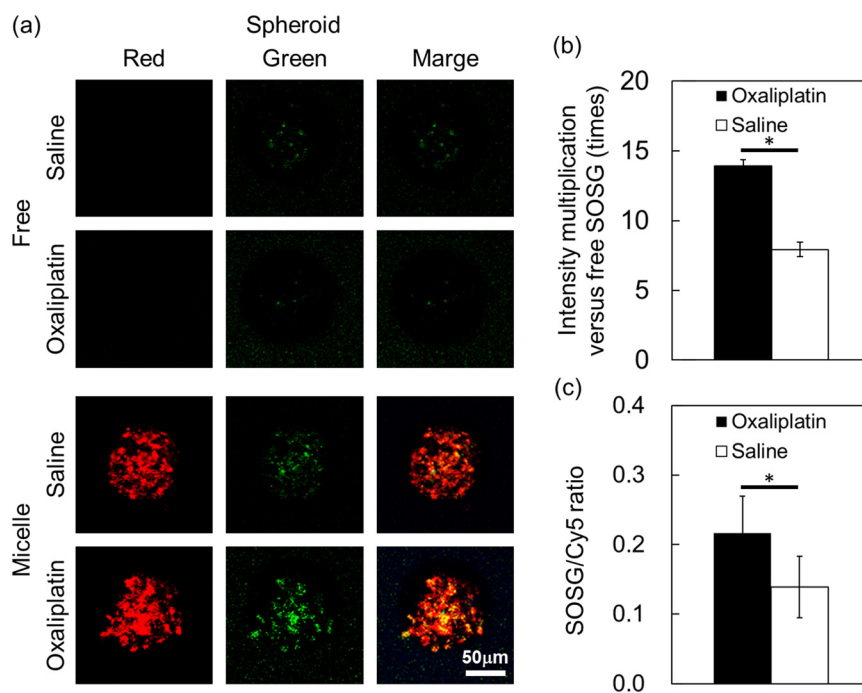 (a)
Spheroid
Red Green Marge
Free
Saline
Oxaliplatin
Micelle
Saline
Oxaliplatin
50μm
(b)
Intensity multiplication
versus free SOSG (times)
20
15
10
5
0
Oxaliplatin
Saline
*
(c)
SOSG/Cy5 ratio
0.4
0.3
0.2
0.1
0.0
Oxaliplatin
Saline
*